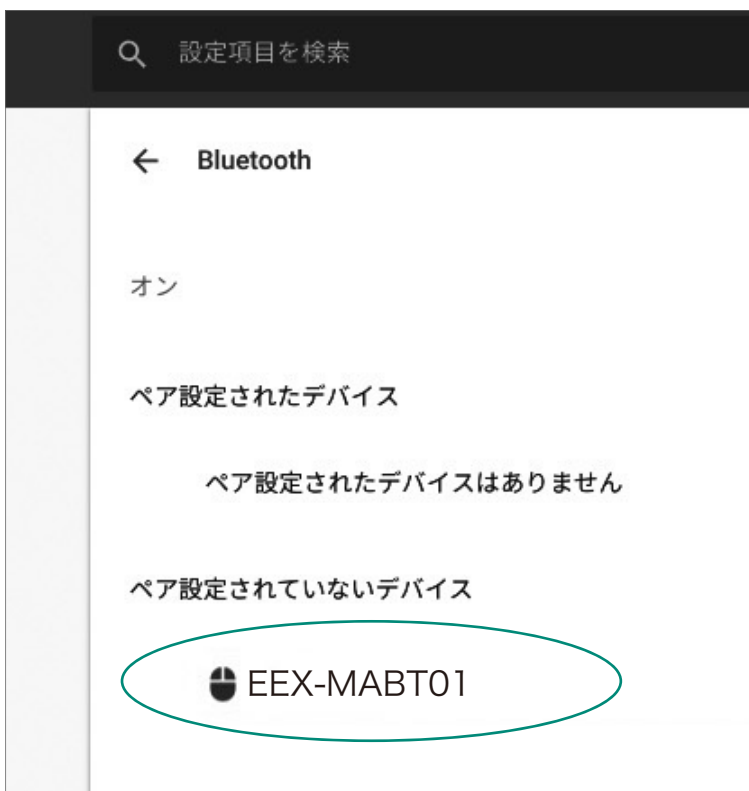 設定項目を検索
Bluetooth
オン
ペア設定されたデバイス
ペア設定されたデバイスはありません
ペア設定されていないデバイス
EEX-MABT01